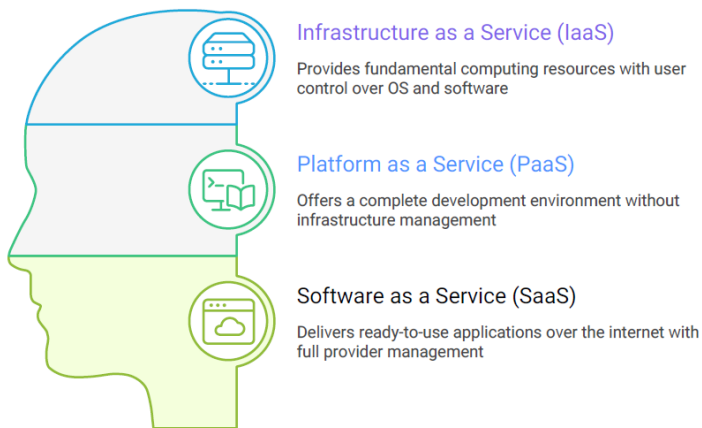 Infrastructure as a Service (IaaS)
Provides fundamental computing resources with user
control over OS and software
Platform as a Service (PaaS)
Offers a complete development environment without
infrastructure management
Software as a Service (SaaS)
Delivers ready-to-use applications over the internet with
full provider management